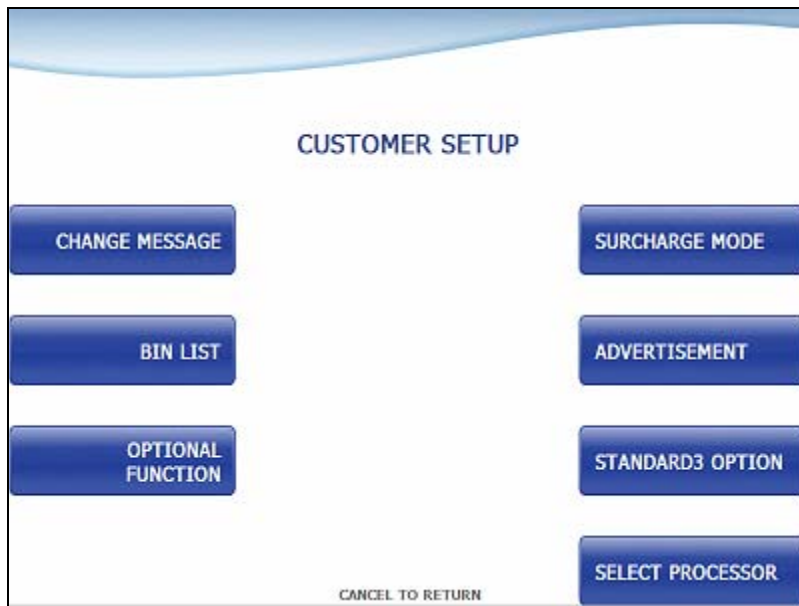 CUSTOMER SETUP
CHANGE MESSAGE
SURCHARGE MODE
BIN LIST
ADVERTISEMENT
OPTIONAL
FUNCTION
STANDARD3 OPTION
SELECT PROCESSOR
CANCEL TO RETURN